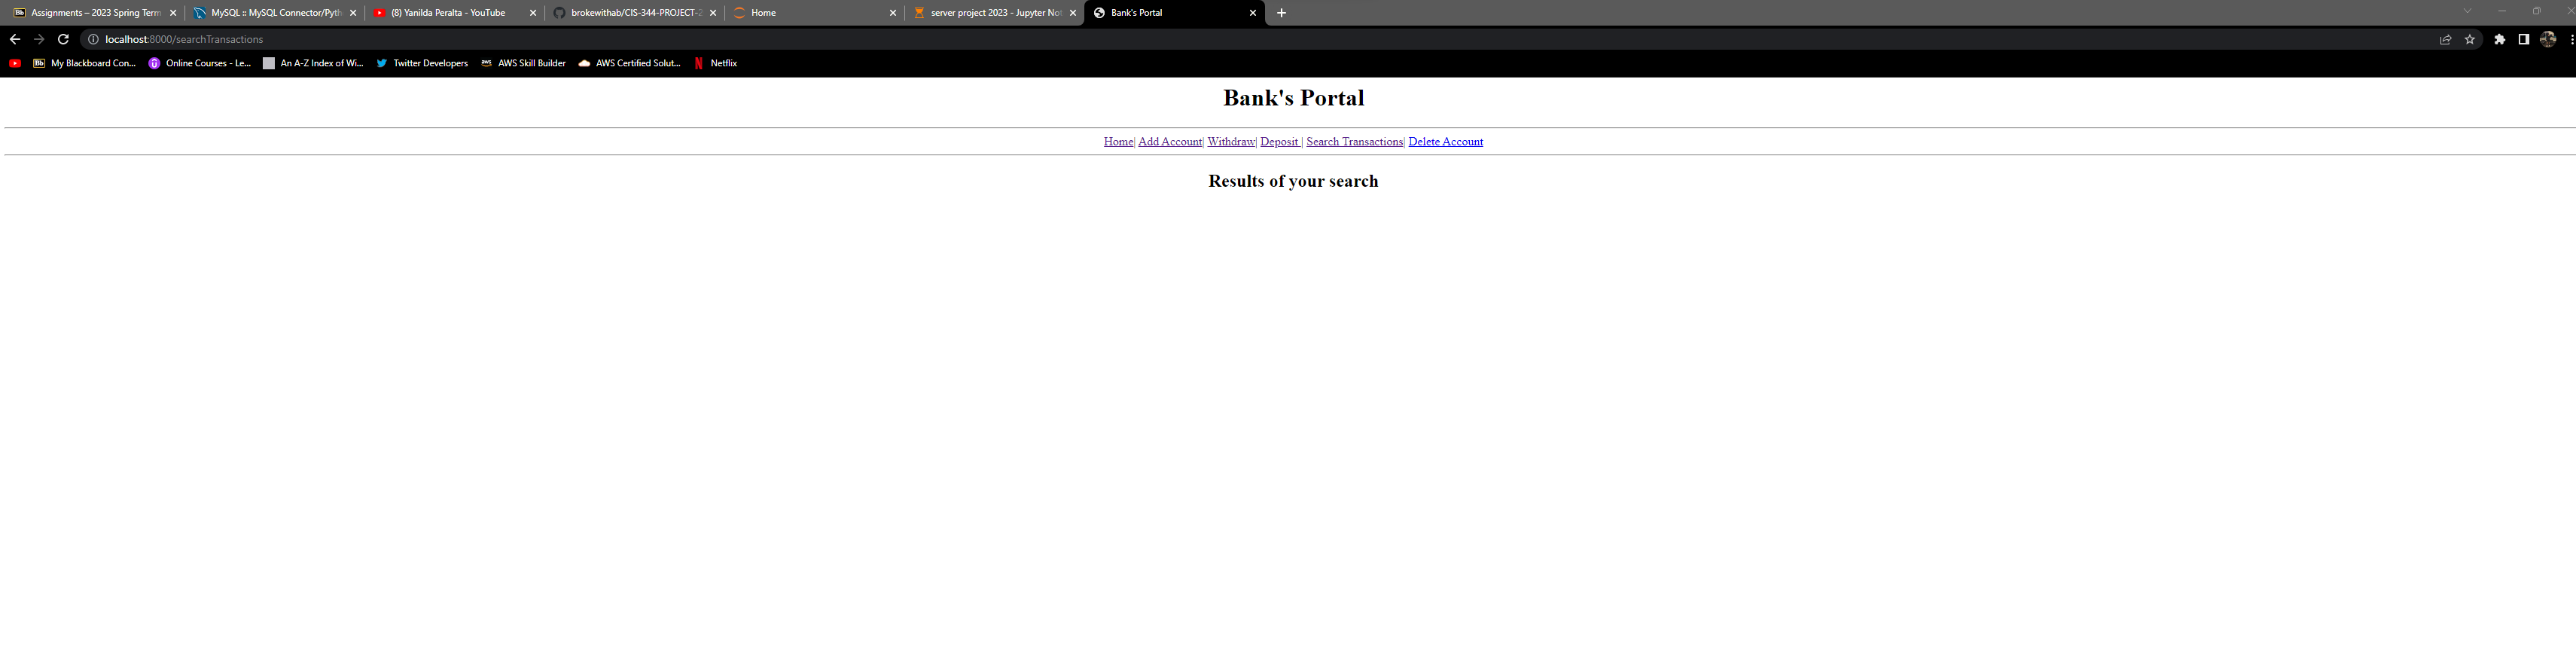 Assignments – 2023 Spring Term
MySQL :: MySQL Connector/Pyth
(8) Yanilda Peralta - YouTube
brokewithab/CIS-344-PROJECT-2
Home
server project 2023 - Jupyter Not
Bank's Portal
localhost:8000/searchTransactions
My Blackboard Con...
Online Courses - Le...
An A-Z Index of Wi...
Twitter Developers
AWS Skill Builder
AWS Certified Solut...
Netflix
Bank's Portal
Home| Add Account| Withdraw| Deposit | Search Transactions| Delete Account
Results of your search